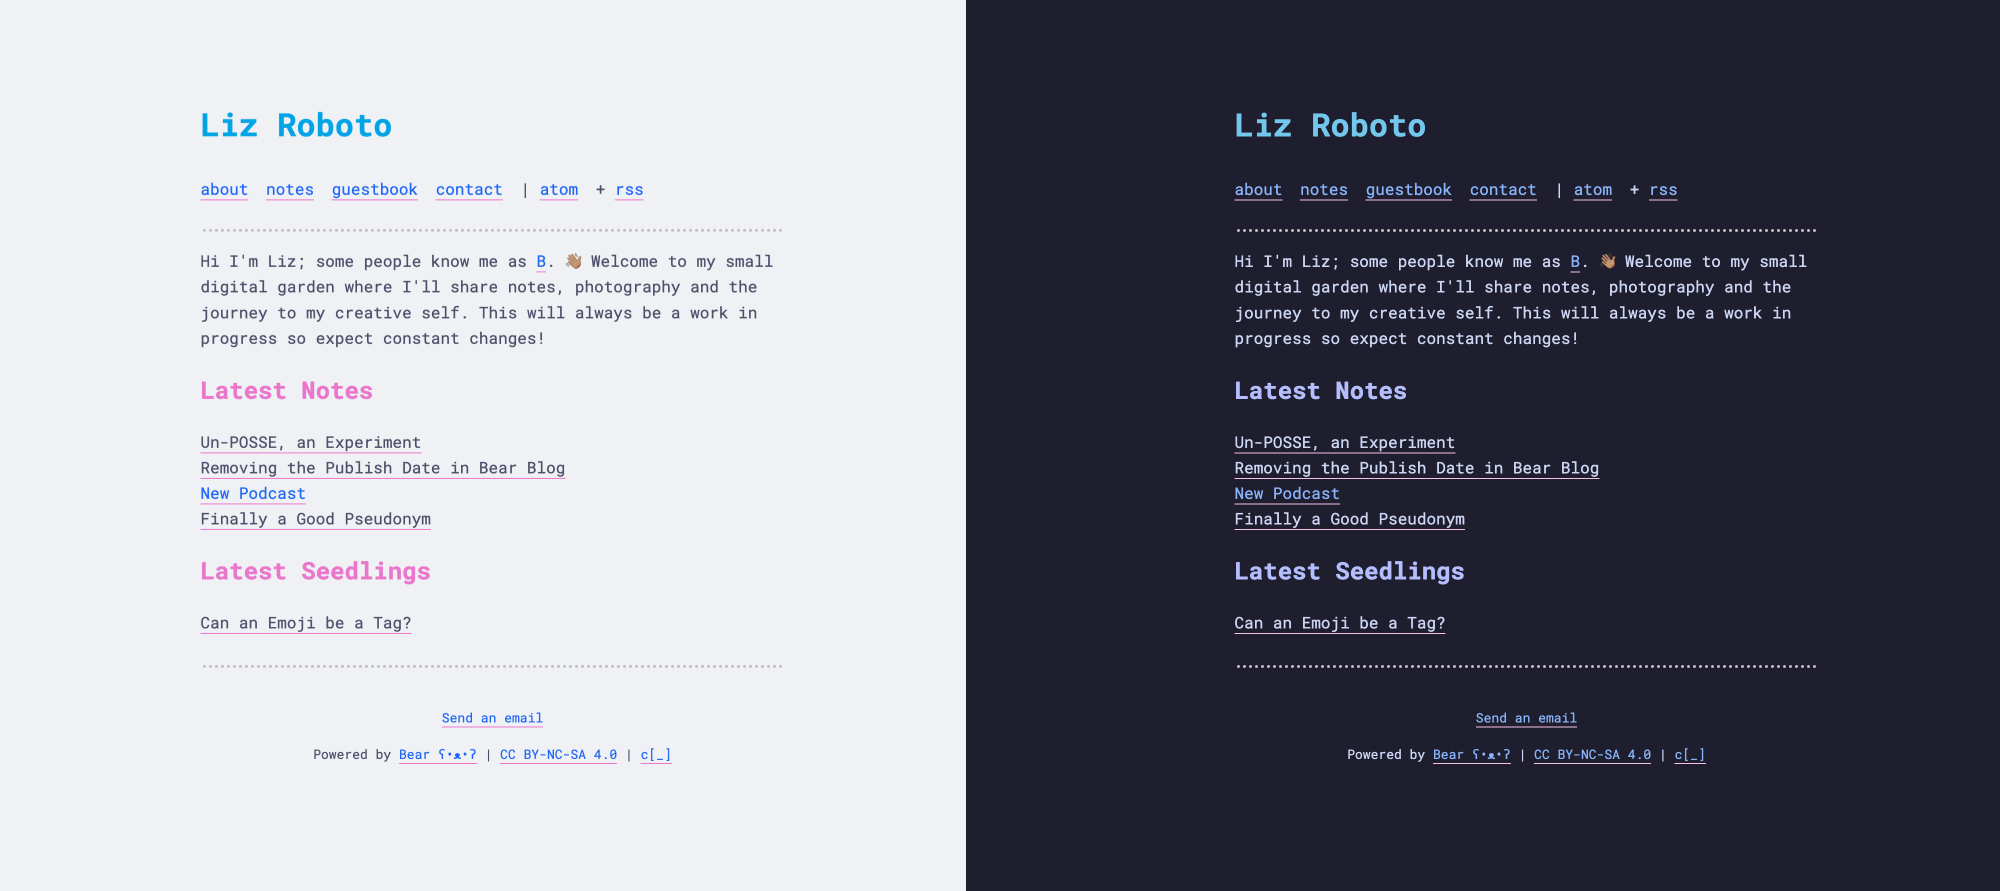 Liz Roboto
about notes guestbook contact | atom + rss
Hi I'm Liz; some people know me as B. 👋🏽 Welcome to my small
digital garden where I'll share notes, photography and the
journey to my creative self. This will always be a work in
progress so expect constant changes!
Latest Notes
Un-POSSE, an Experiment
Removing the Publish Date in Bear Blog
New Podcast
Finally a Good Pseudonym
Latest Seedlings
Can an Emoji be a Tag?
Send an email
Powered by Bear ʕ•ᴥ•ʔ | CC BY-NC-SA 4.0 | c[_]
Liz Roboto
about notes guestbook contact | atom + rss
Hi I'm Liz; some people know me as B. 👋🏽 Welcome to my small
digital garden where I'll share notes, photography and the
journey to my creative self. This will always be a work in
progress so expect constant changes!
Latest Notes
Un-POSSE, an Experiment
Removing the Publish Date in Bear Blog
New Podcast
Finally a Good Pseudonym
Latest Seedlings
Can an Emoji be a Tag?
Send an email
Powered by Bear ʕ•ᴥ•ʔ | CC BY-NC-SA 4.0 | c[_]